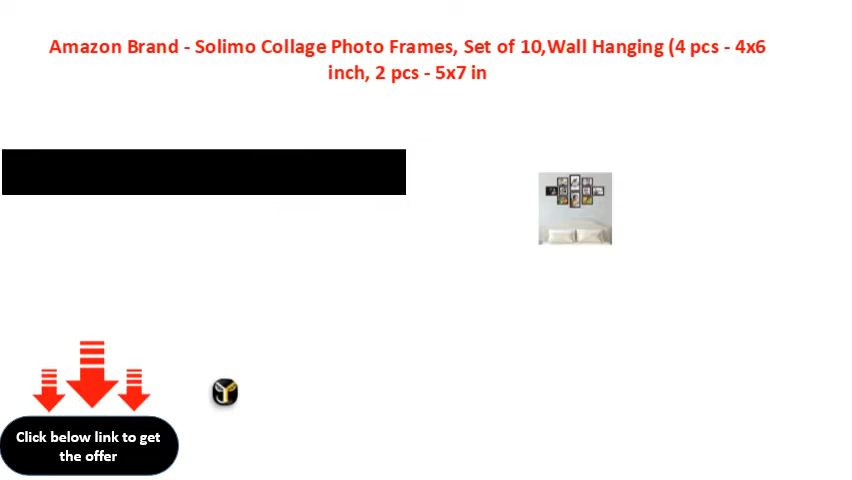 Amazon Brand - Solimo Collage Photo Frames, Set of 10,Wall Hanging (4 pcs - 4x6
inch, 2 pcs - 5x7 in
Click below link to get
the offer